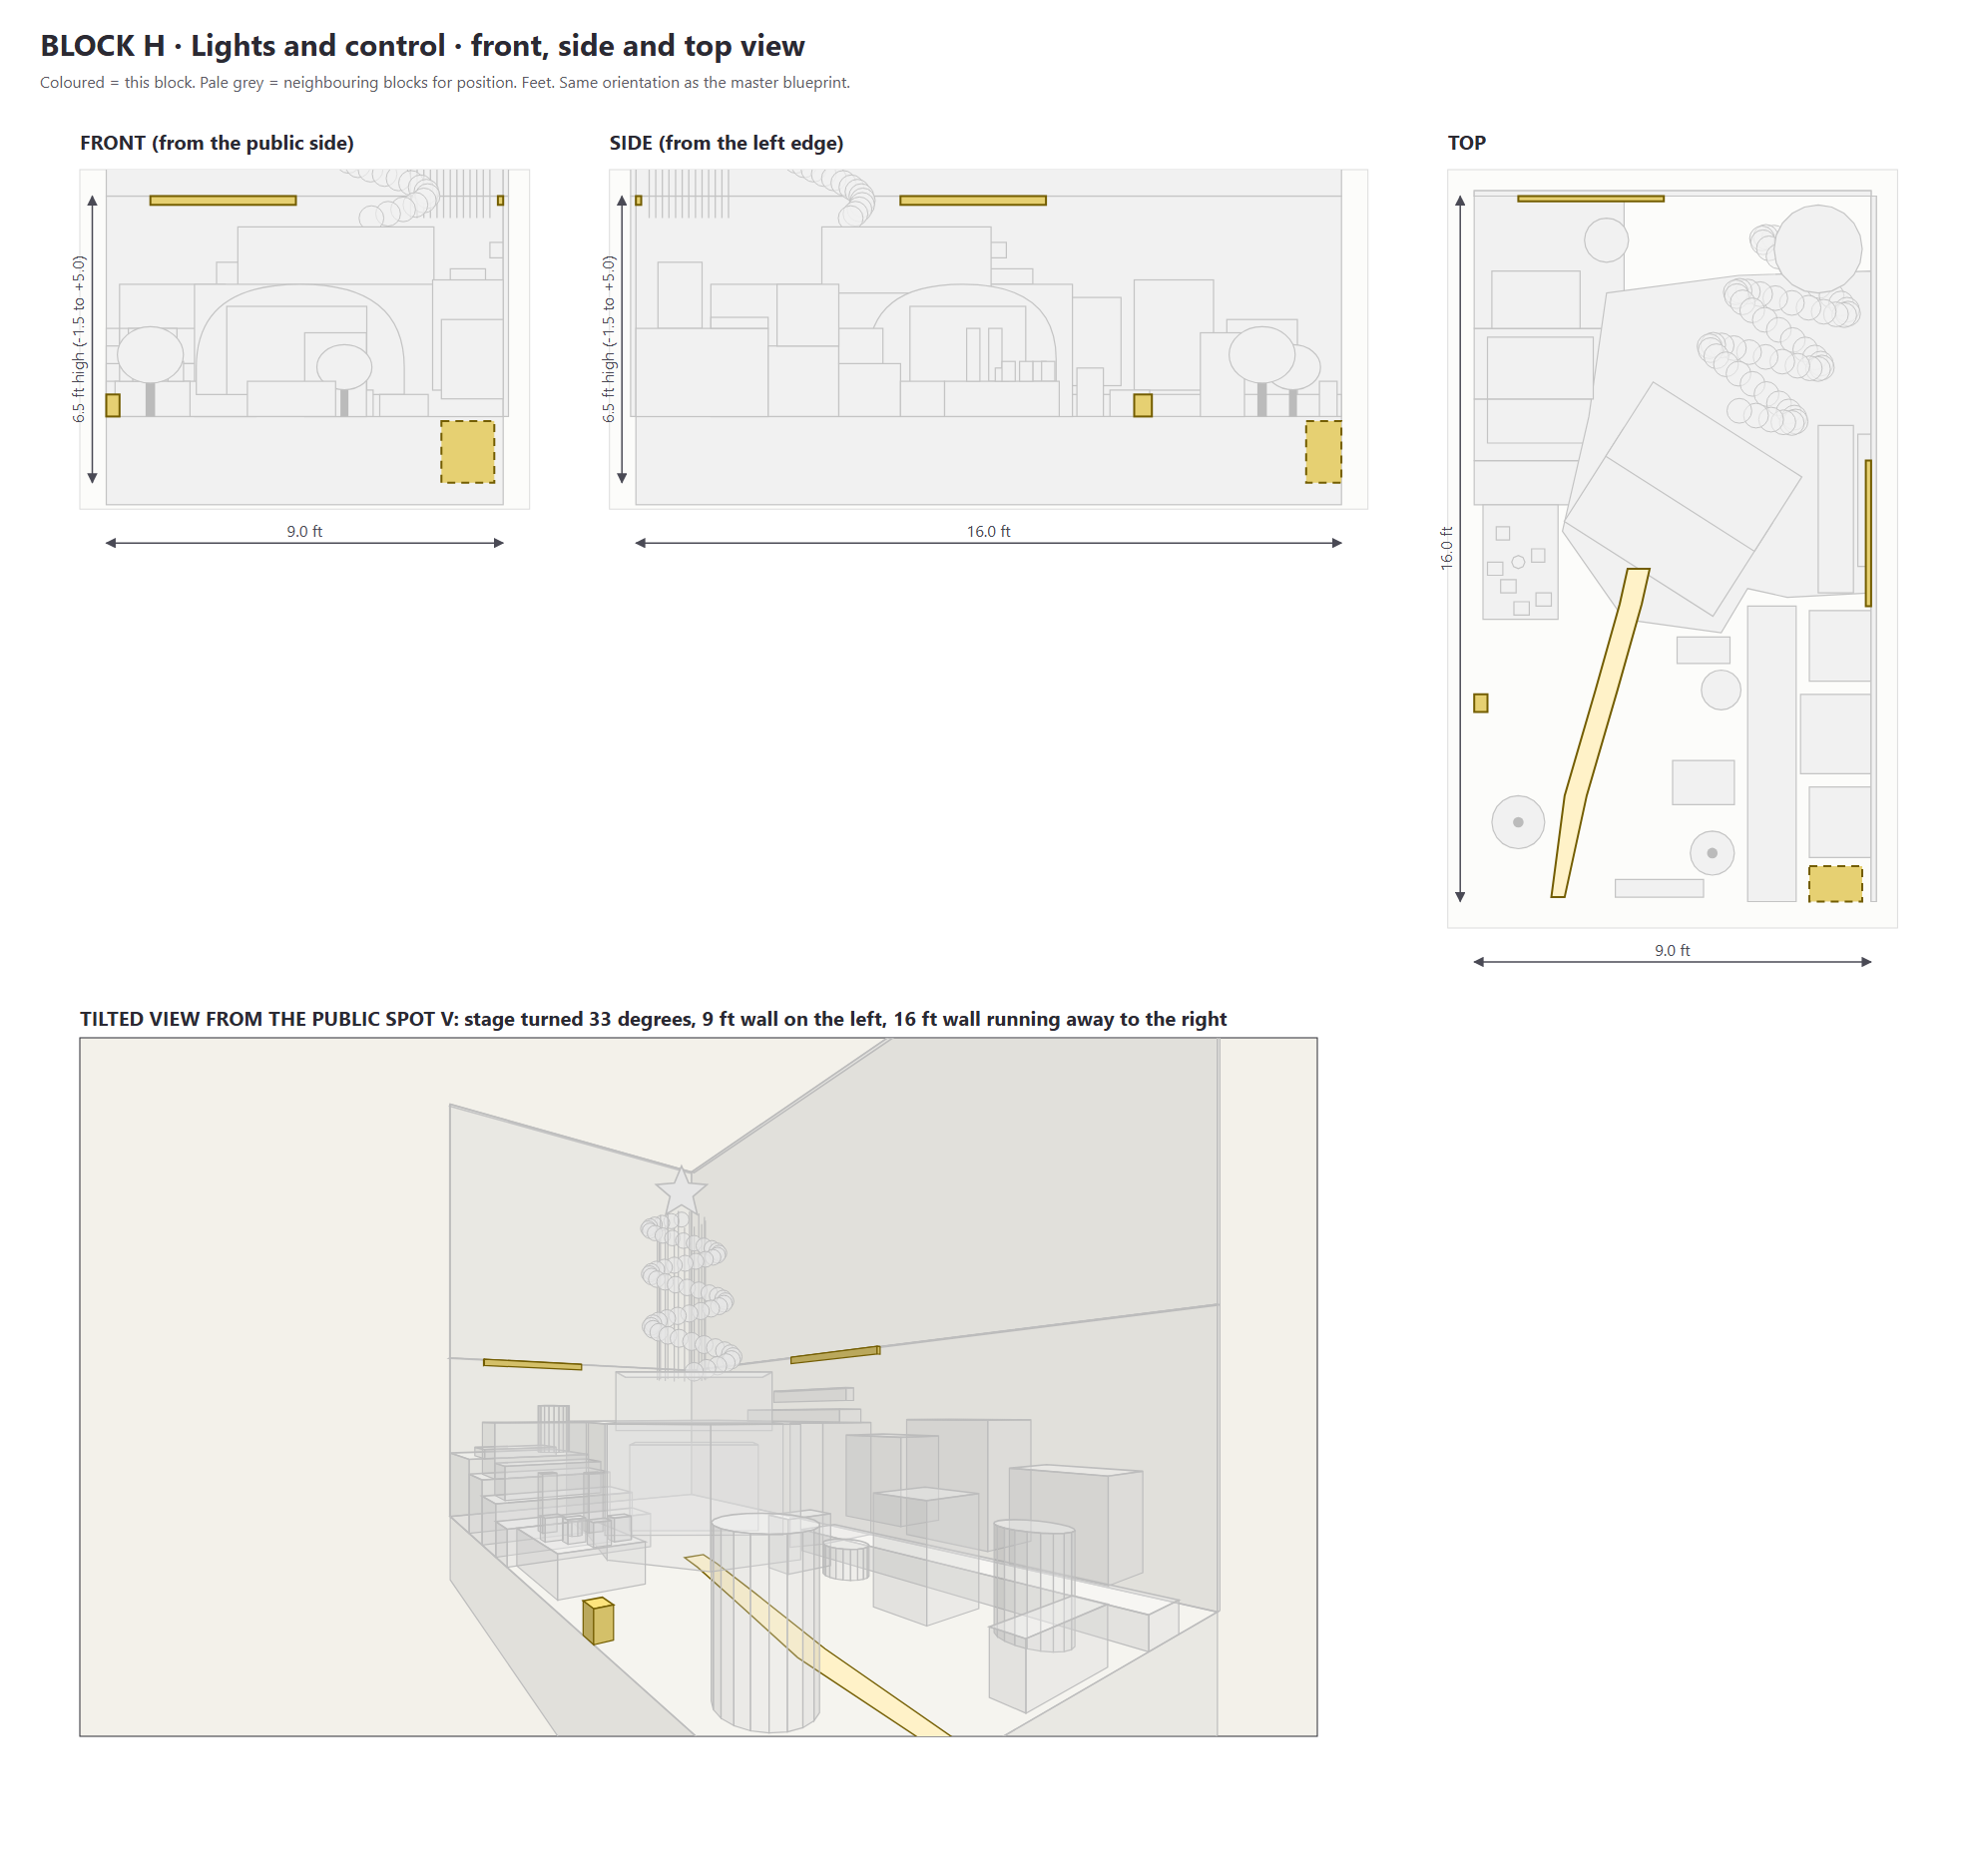 BLOCK H · Lights and control · front, side and top view
Coloured = this block. Pale grey = neighbouring blocks for position. Feet. Same orientation as the master blueprint.
FRONT (from the public side)
SIDE (from the left edge)
TOP
6.5 ft high (-1.5 to +5.0)
6.5 ft high (-1.5 to +5.0)
16.0 ft
9.0 ft
16.0 ft
9.0 ft
TILTED VIEW FROM THE PUBLIC SPOT V: stage turned 33 degrees, 9 ft wall on the left, 16 ft wall running away to the right